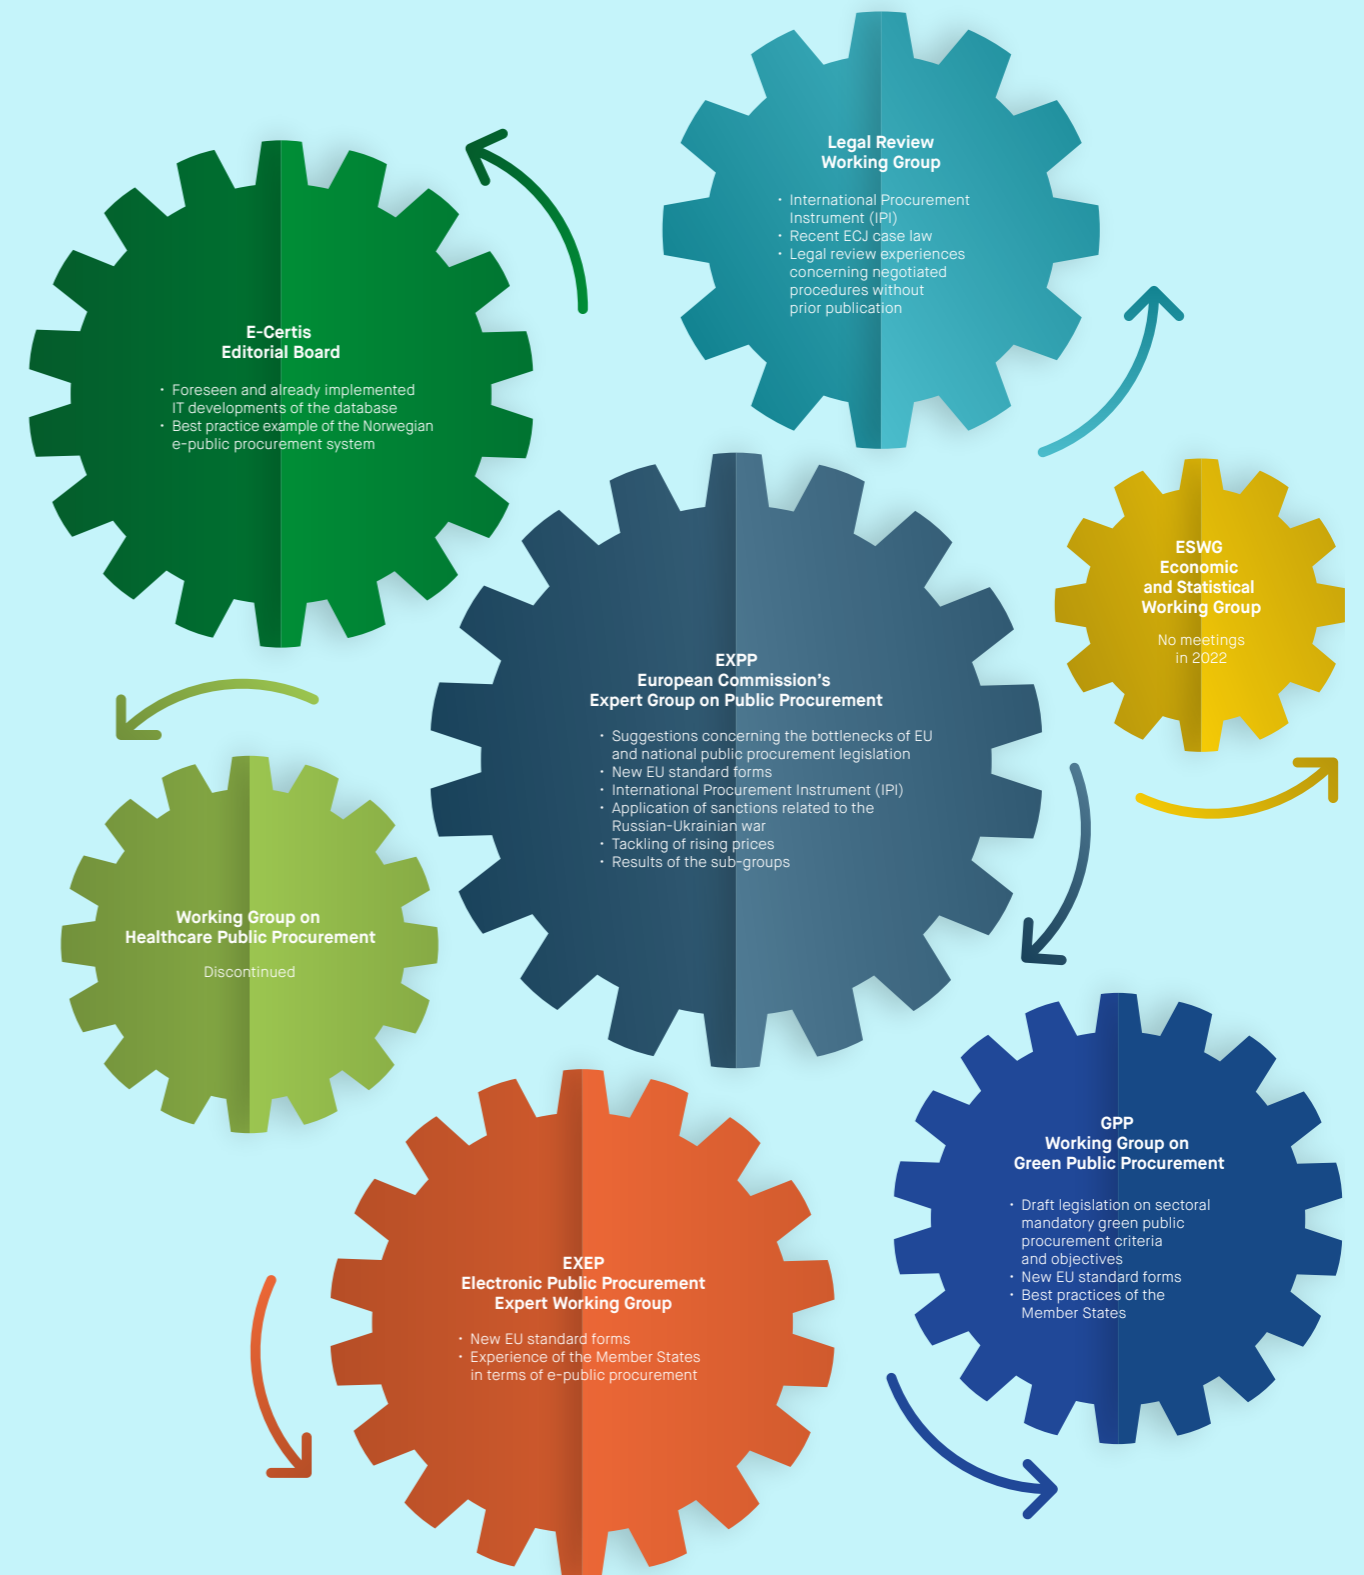 Legal Review
Working Group
• International Procurement
Instrument (IPI)
• Recent ECJ case law
• Legal review experiences
concerning negotiated
procedures without
prior publication
E-Certis
Editorial Board
• Foreseen and already implemented
IT developments of the database
• Best practice example of the Norwegian
e-public procurement system
ESWG
Economic
and Statistical
Working Group
No meetings
in 2022
EXPP
European Commission's
Expert Group on Public Procurement
• Suggestions concerning the bottlenecks of EU
and national public procurement legislation
• New EU standard forms
• International Procurement Instrument (IPI)
• Application of sanctions related to the
Russian-Ukrainian war
• Tackling of rising prices
• Results of the sub-groups
Working Group on
Healthcare Public Procurement
Discontinued
GPP
Working Group on
Green Public Procurement
• Draft legislation on sectoral
mandatory green public
procurement criteria
and objectives
• New EU standard forms
• Best practices of the
Member States
EXEP
Electronic Public Procurement
Expert Working Group
• New EU standard forms
• Experience of the Member States
in terms of e-public procurement